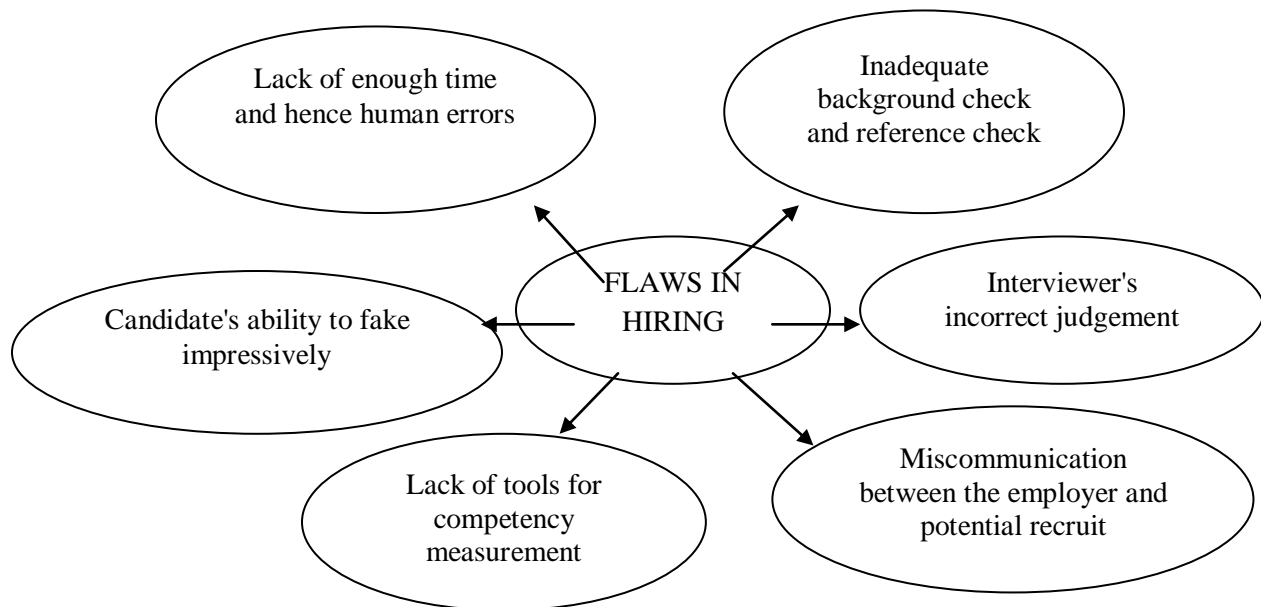 Lack of enough time
and hence human errors
Inadequate
background check
and reference check
FLAWS IN
HIRING
Candidate's ability to fake
impressively
Interviewer's
incorrect judgement
Lack of tools for
competency
measurement
Miscommunication
between the employer and
potential recruit